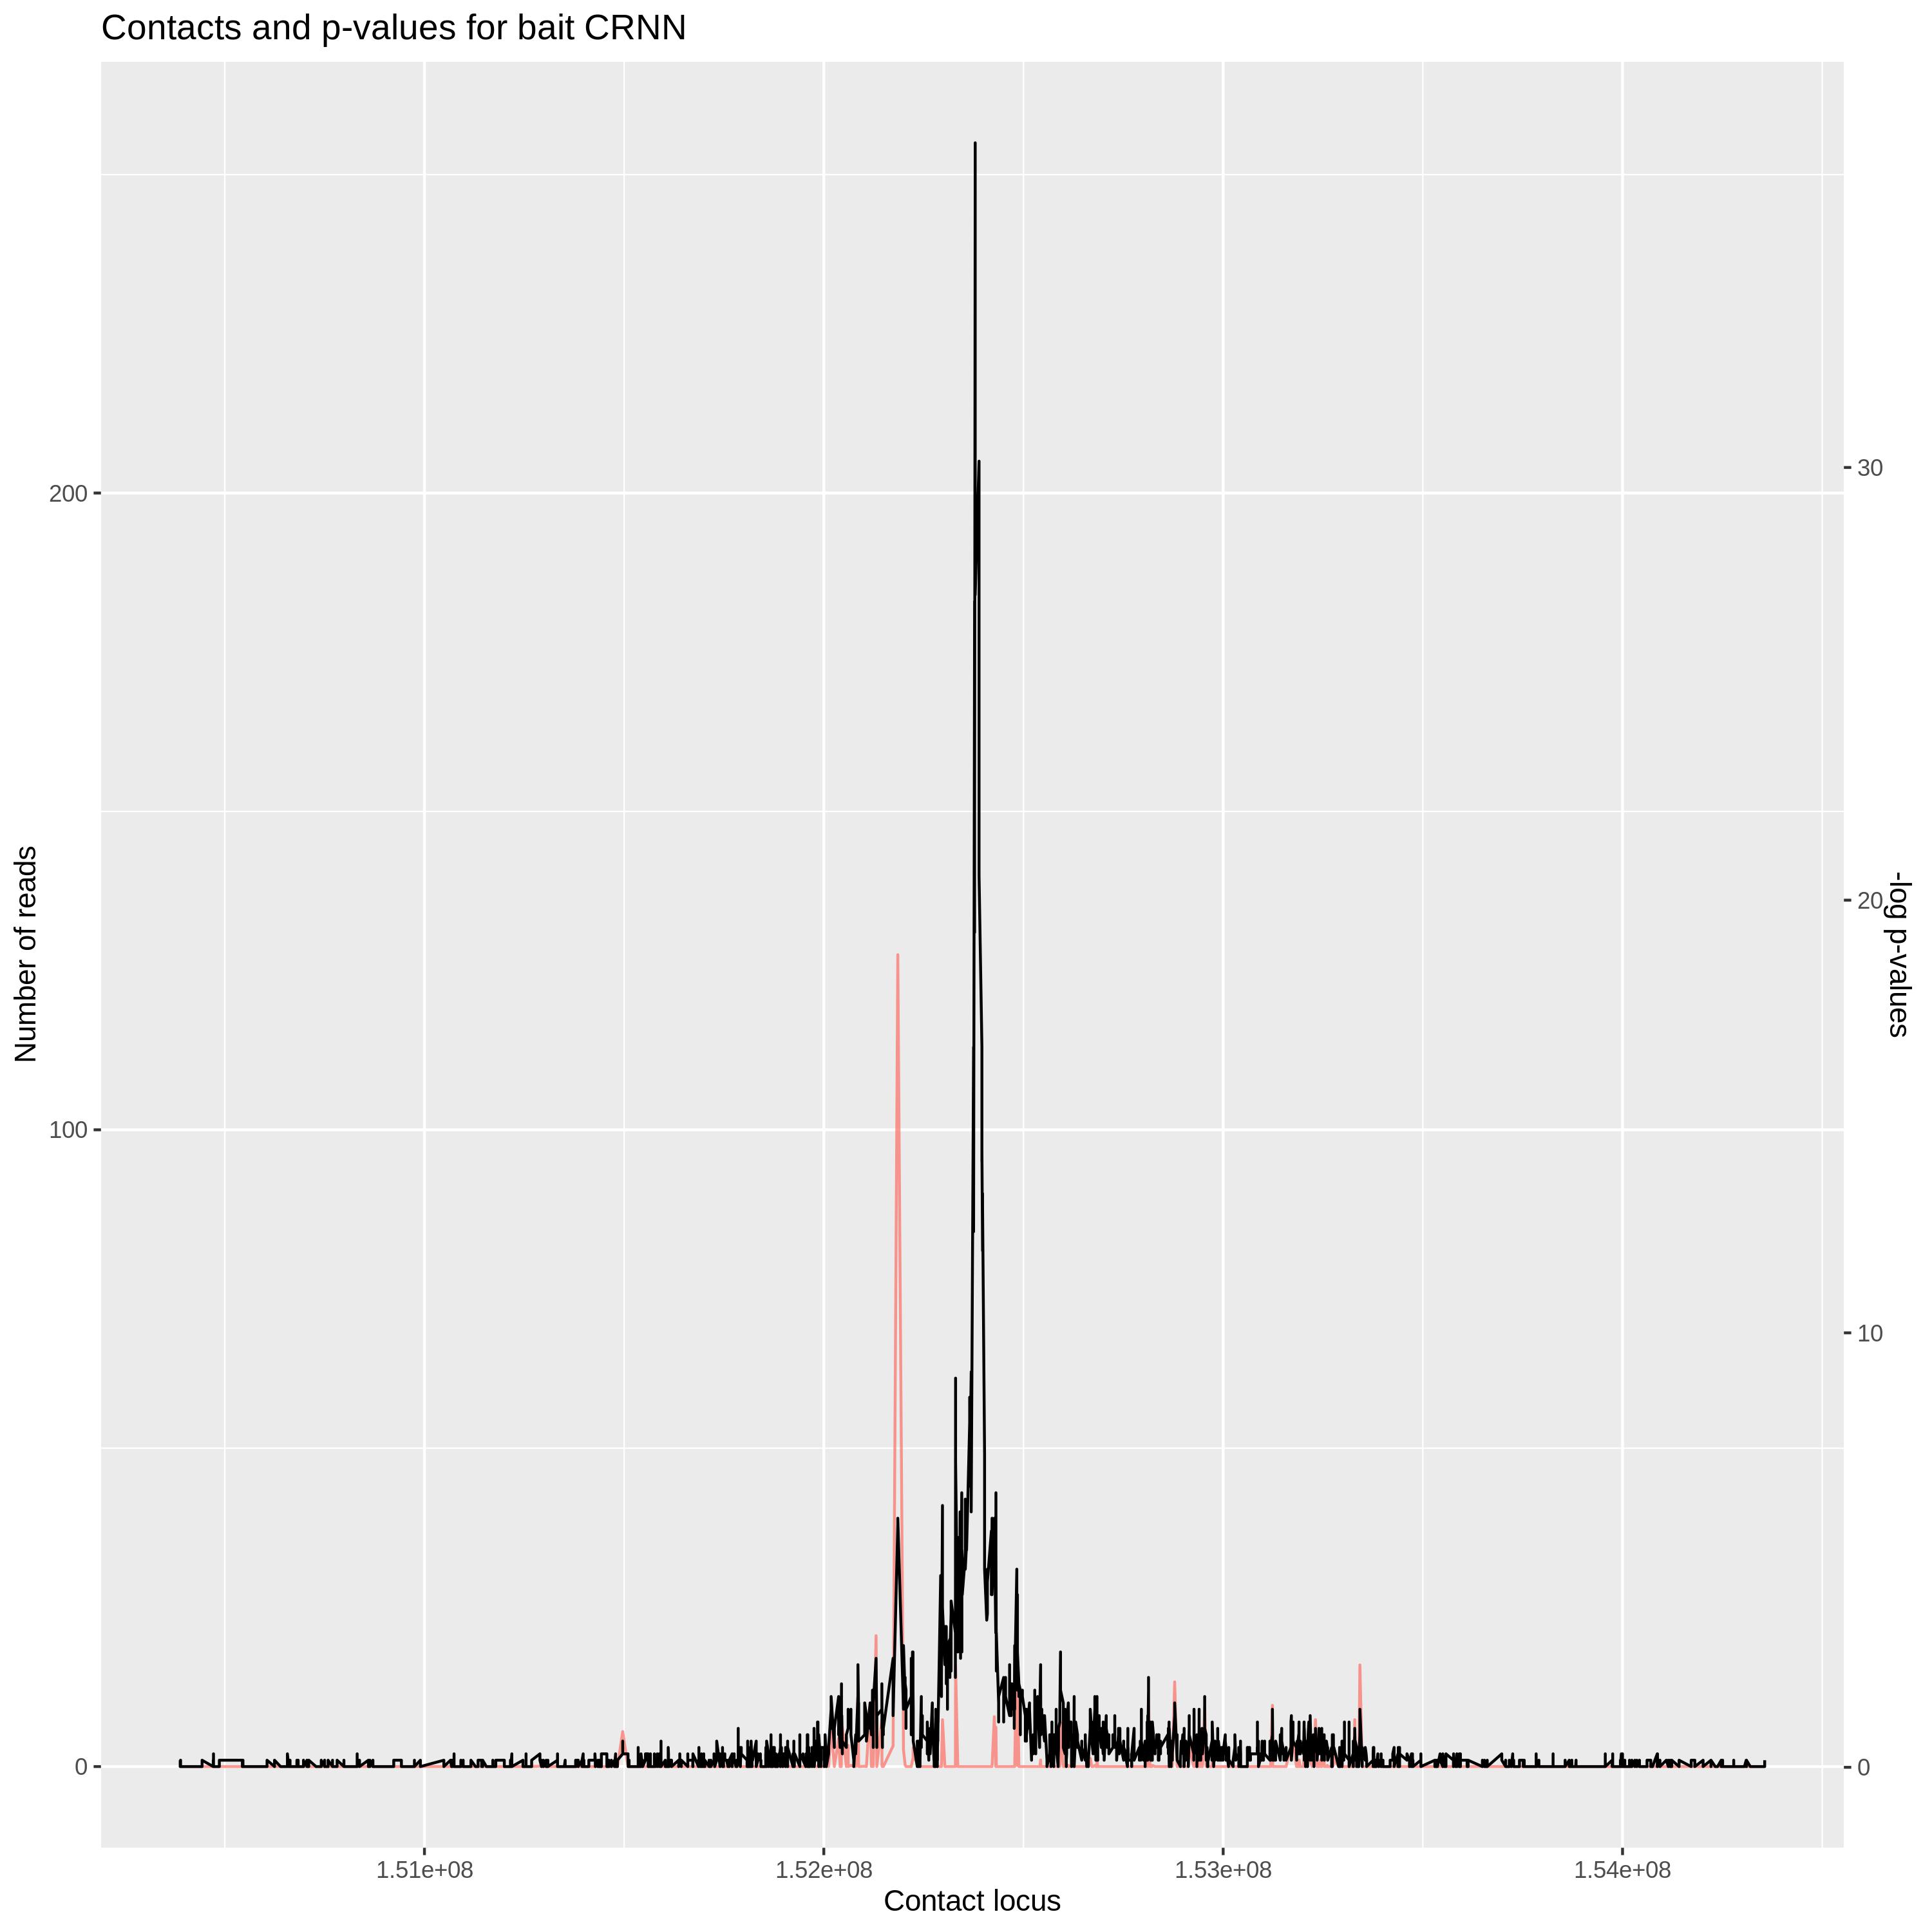 Contacts and p-values for bait CRNN
Number of reads
200
100
0
30
20
10
0
-log p-values
1.51e+08 1.52e+08 1.53e+08 1.54e+08
Contact locus